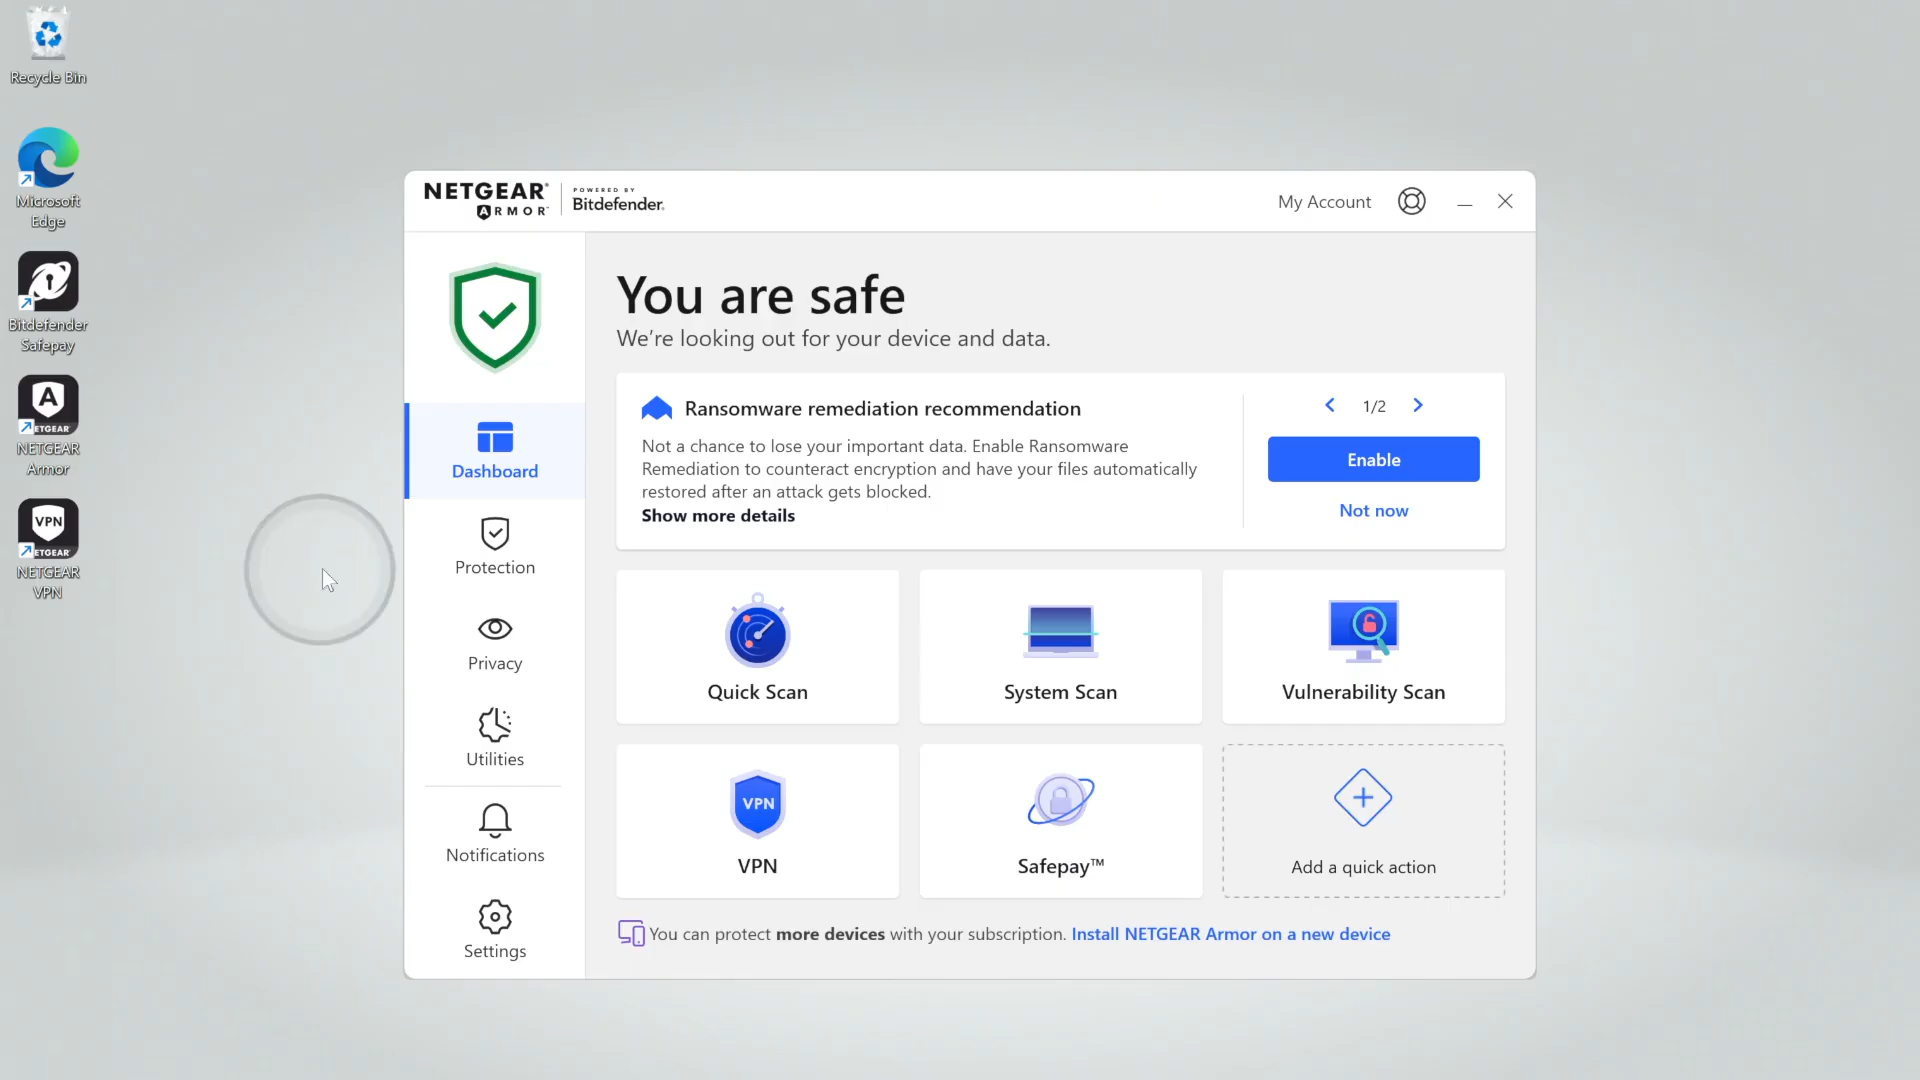 Recycle Bin
Microsoft
Edge
Bitdefender
Safepay
A
NETGEAR
NETGEAR
Armor
VPN
NETGEAR
NETGEAR
VPN
NETGEAR®
ARMOR™
POWERED BY
Bitdefender.
My Account
Dashboard
Protection
Privacy
Utilities
Notifications
Settings
You are safe
We’re looking out for your device and data.
Ransomware remediation recommendation
Not a chance to lose your important data. Enable Ransomware
Remediation to counteract encryption and have your files automatically
restored after an attack gets blocked.
Show more details
1/2
Enable
Not now
Quick Scan
System Scan
Vulnerability Scan
VPN
VPN
Safepay™
Add a quick action
You can protect more devices with your subscription. Install NETGEAR Armor on a new device